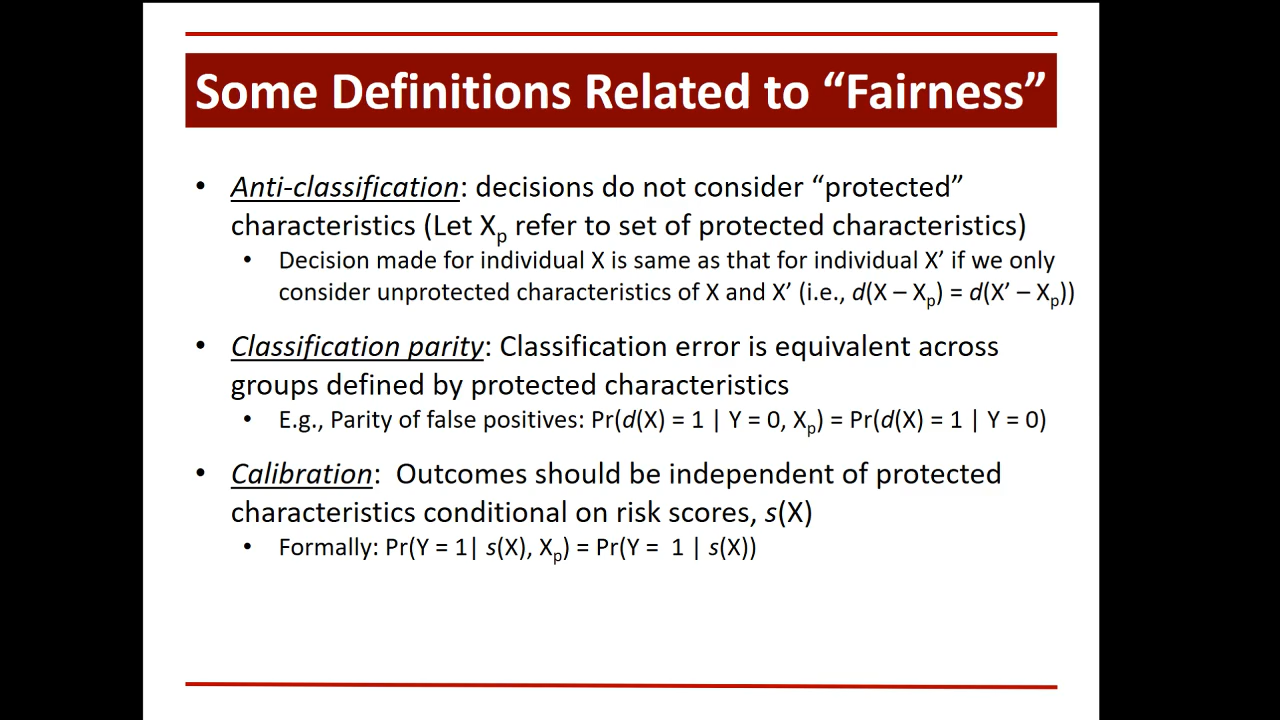 Some Definitions Related to “Fairness”
• Anti-classification: decisions do not consider “protected”
characteristics (Let Xp refer to set of protected characteristics)
• Decision made for individual X is same as that for individual X’ if we only
consider unprotected characteristics of X and X’ (i.e., d(X – Xp) = d(X’ – Xp))
• Classification parity: Classification error is equivalent across
groups defined by protected characteristics
• E.g., Parity of false positives: Pr(d(X) = 1 | Y = 0, Xp) = Pr(d(X) = 1 | Y = 0)
• Calibration:  Outcomes should be independent of protected
characteristics conditional on risk scores, s(X)
• Formally: Pr(Y = 1| s(X), Xp) = Pr(Y =  1 | s(X))